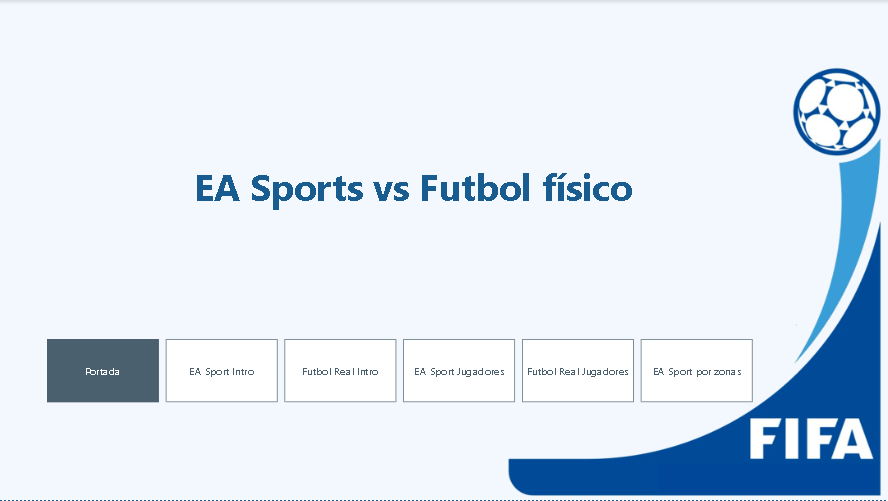 EA Sports vs Futbol físico
Portada
EA Sport Intro
Futbol Real Intro
EA Sport Jugadores
Futbol Real Jugadores
EA Sport por zonas
FIFA